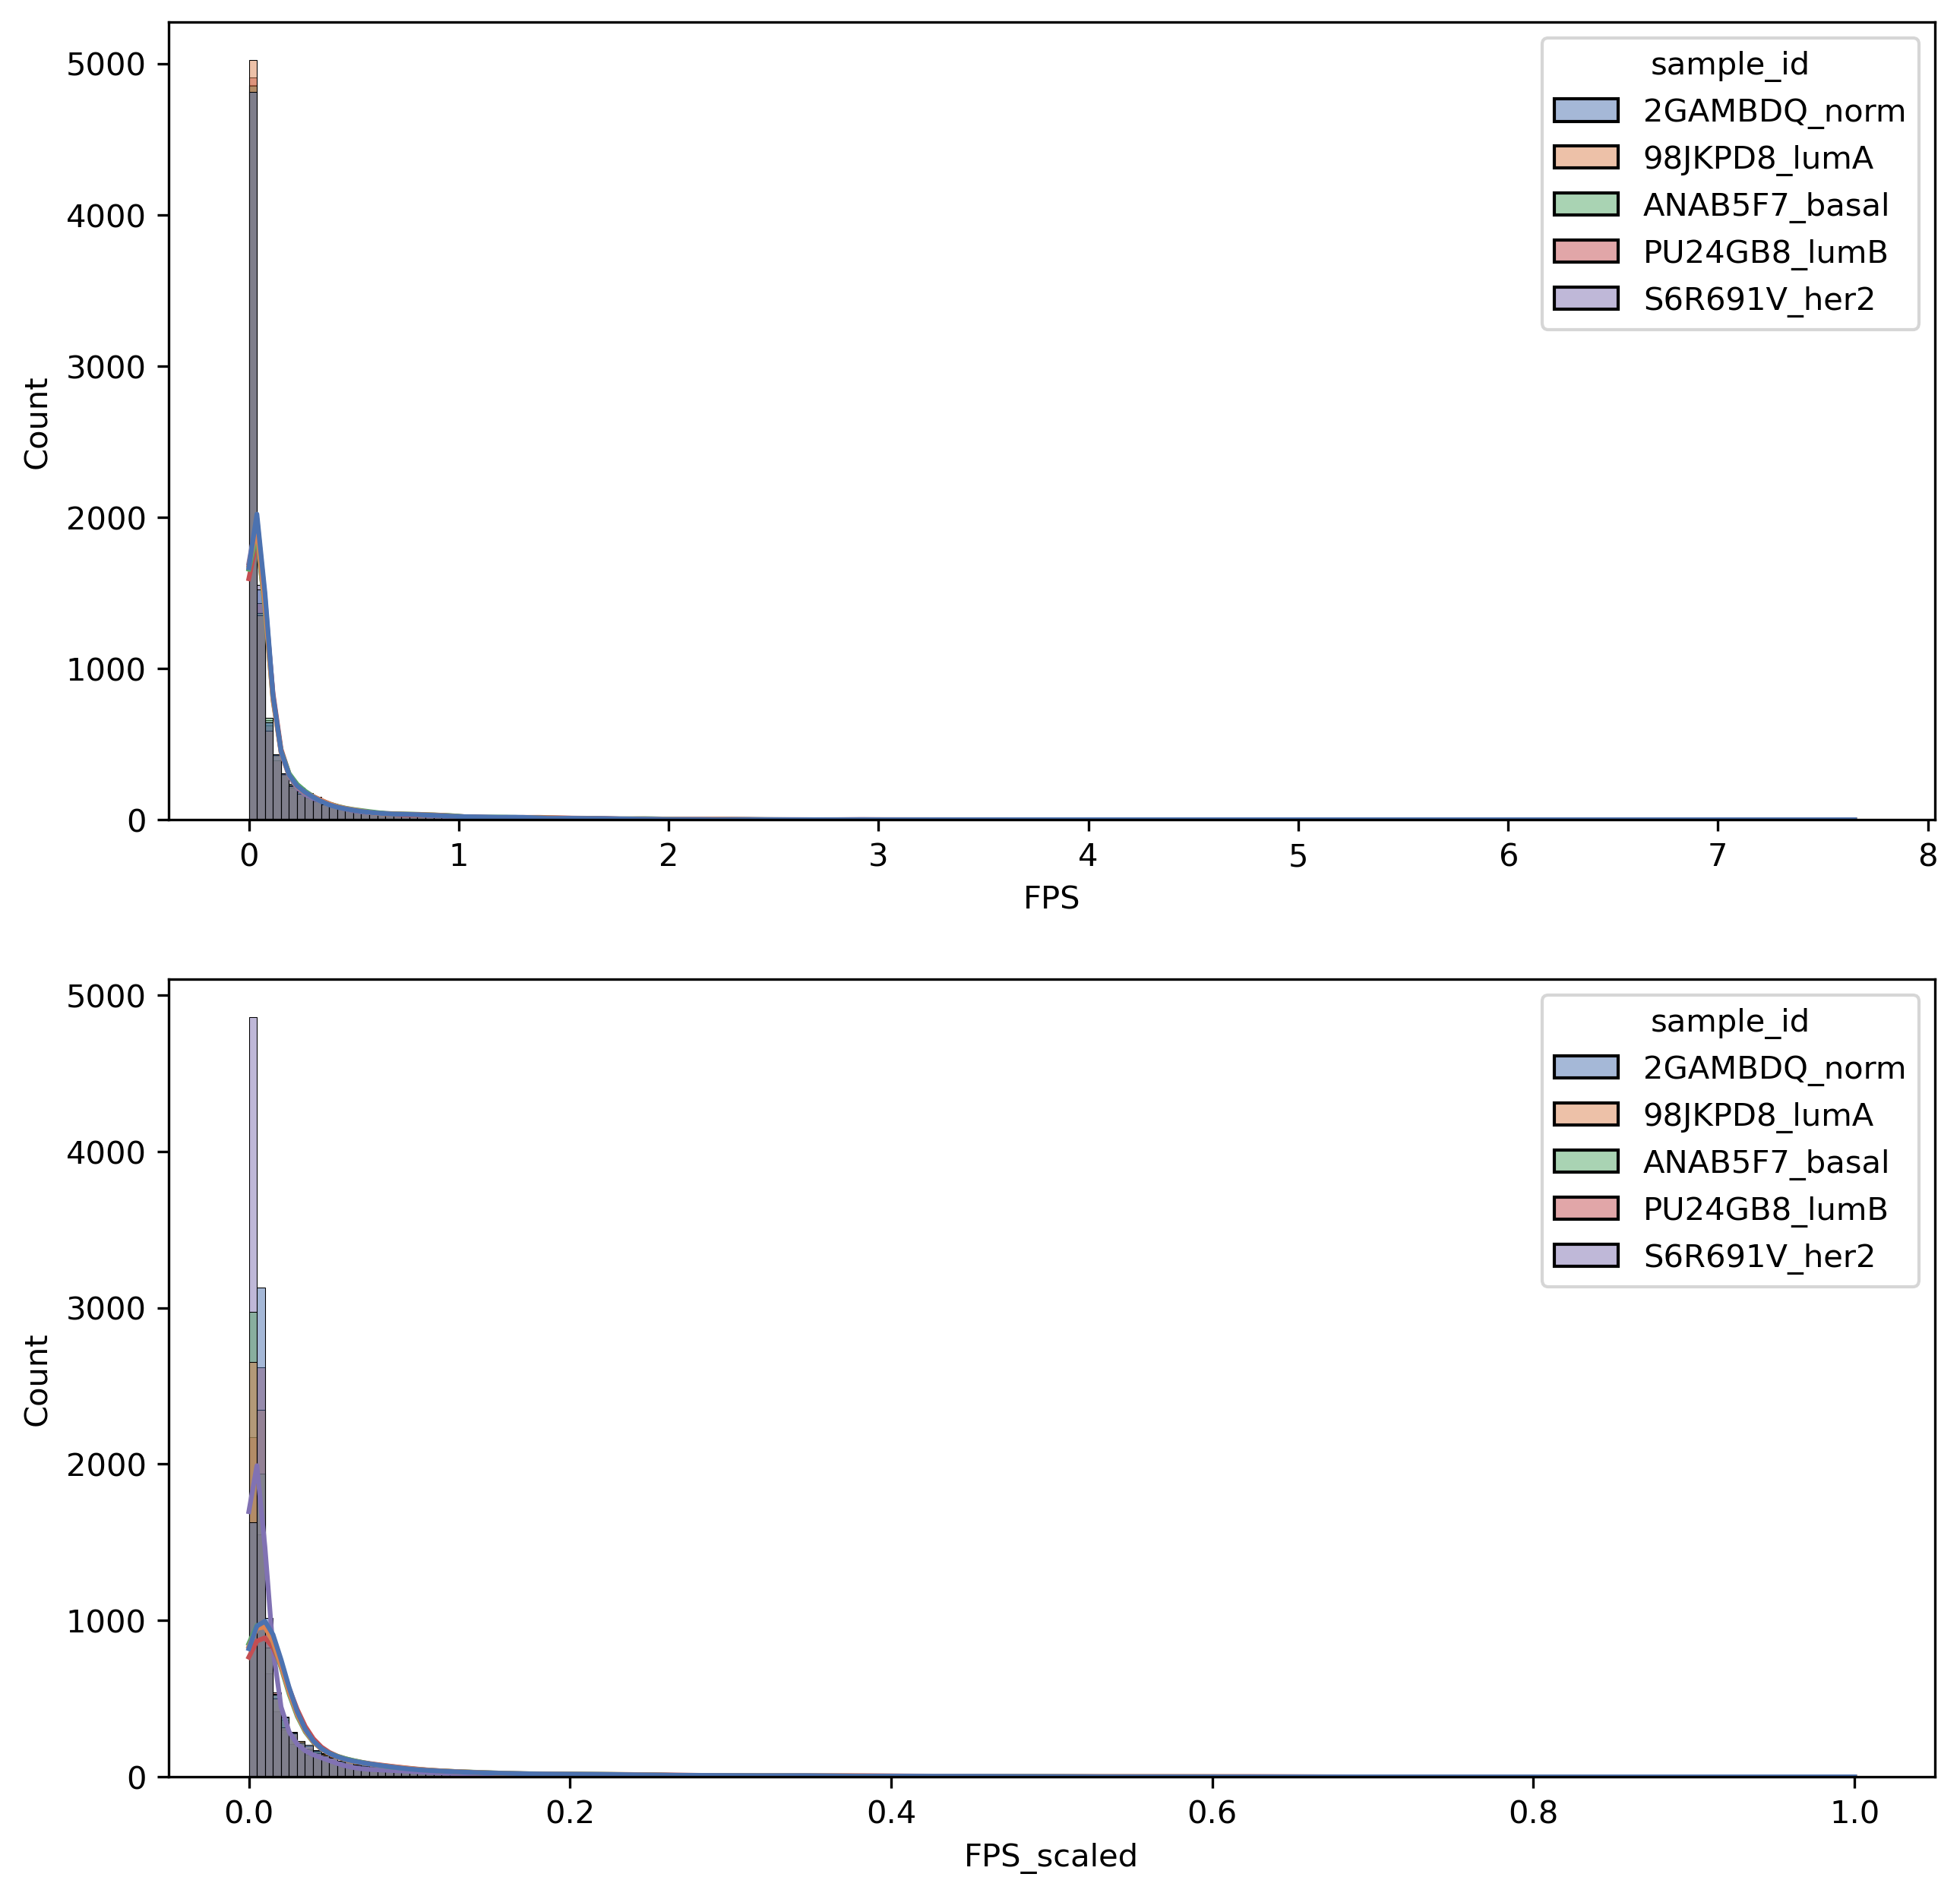 5000
4000
3000
2000
1000
0
Count
0 1 2 3 4 5 6 7 8
FPS
sample_id
2GAMBDQ_norm
98JKPD8_lumA
ANAB5F7_basal
PU24GB8_lumB
S6R691V_her2
5000
4000
3000
2000
1000
0
Count
0.0 0.2 0.4 0.6 0.8 1.0
FPS_scaled
sample_id
2GAMBDQ_norm
98JKPD8_lumA
ANAB5F7_basal
PU24GB8_lumB
S6R691V_her2